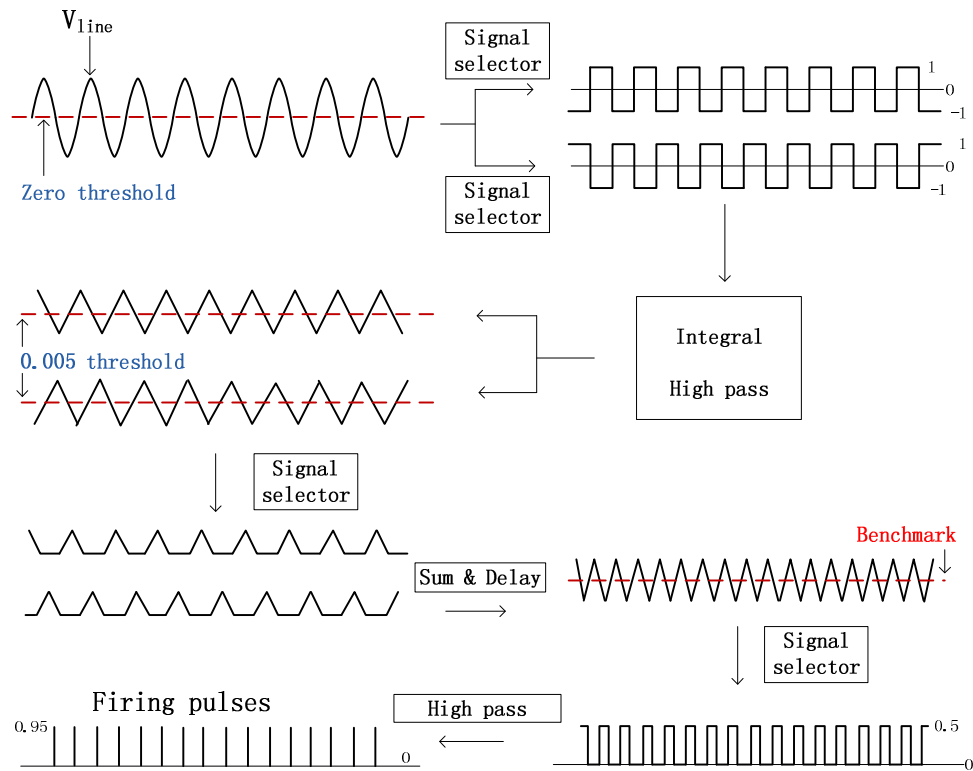 Vline
Zero threshold
Signal
selector
1
0
-1
Signal
selector
1
0
-1
Integral
High pass
0.005 threshold
Signal
selector
Sum & Delay
Benchmark
Signal
selector
Firing pulses
0.95
0
High pass
0.5
0